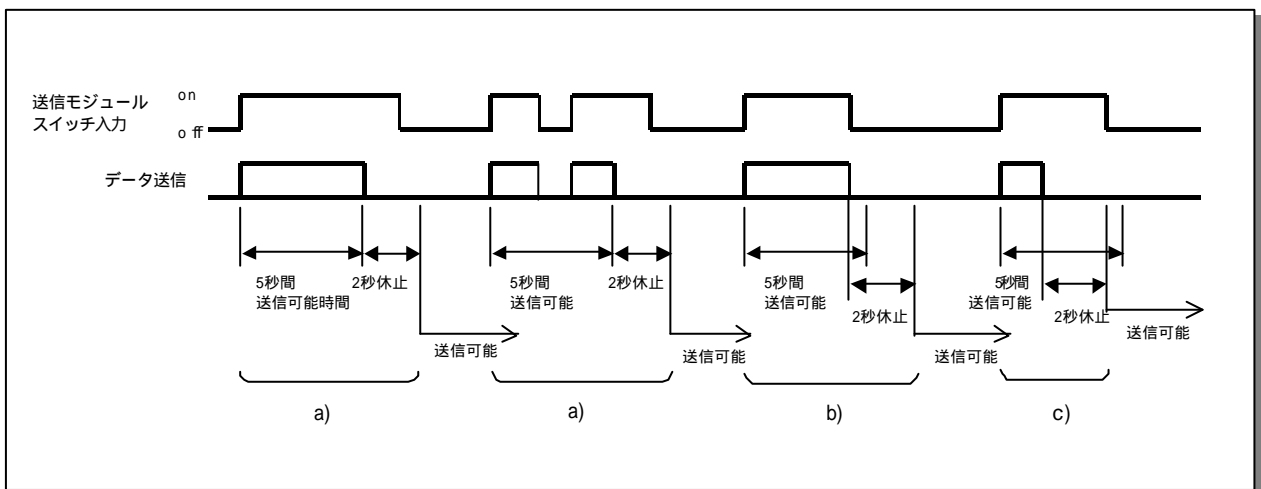 送信モジュール
スイッチ入力
on
off
データ送信
5秒間
送信可能時間
2秒休止
送信可能
a)
5秒間
送信可能
2秒休止
送信可能
a)
5秒間
送信可能
2秒休止
送信可能
b)
5秒間
送信可能
2秒休止
送信可能
c)